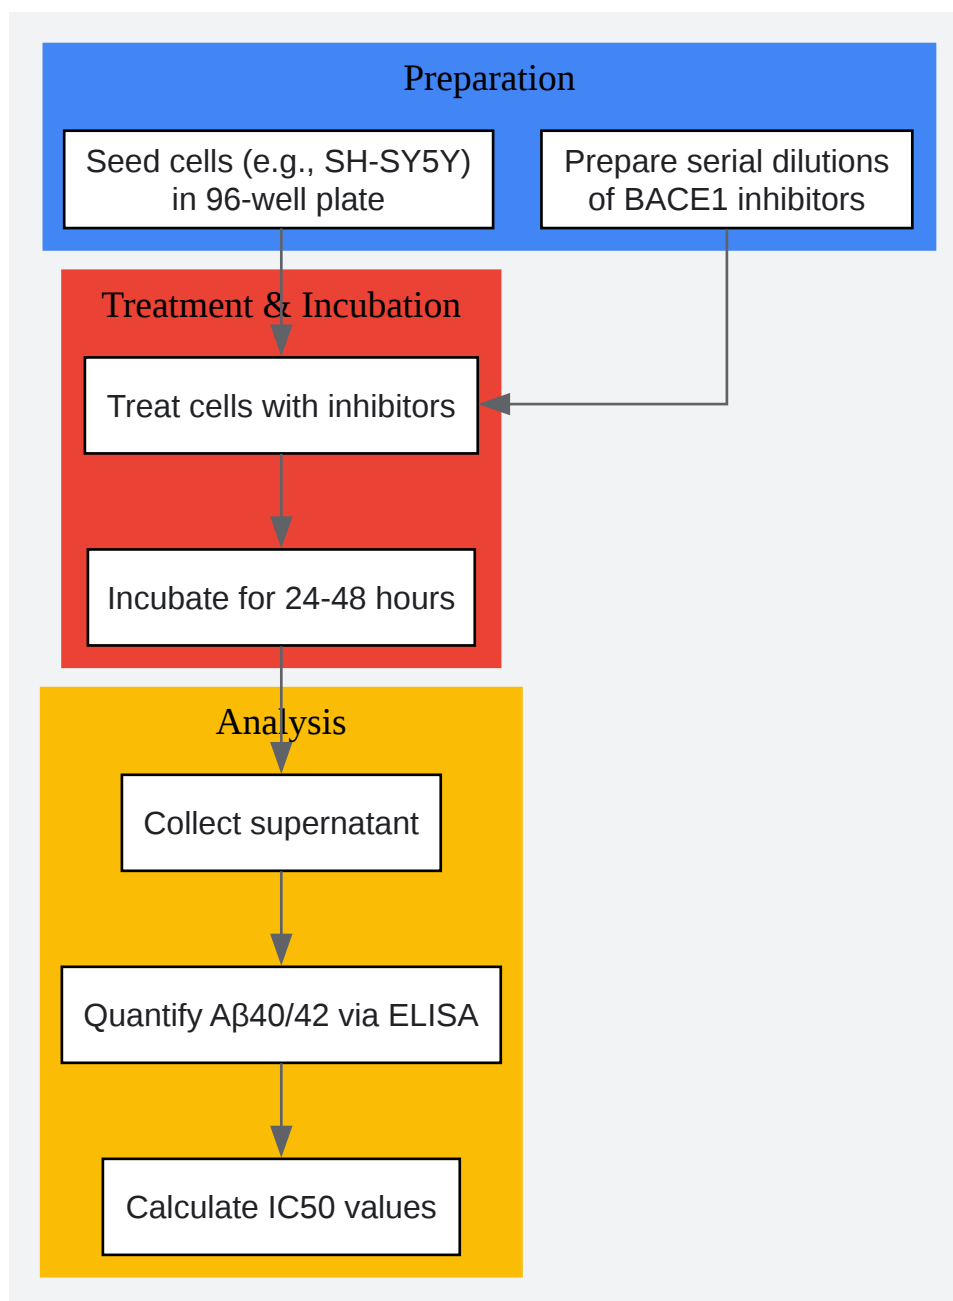 Preparation
Seed cells (e.g., SH-SY5Y)
in 96-well plate
Prepare serial dilutions
of BACE1 inhibitors
Treatment & Incubation
Treat cells with inhibitors
Incubate for 24-48 hours
Analysis
Collect supernatant
Quantify Aβ40/42 via ELISA
Calculate IC50 values